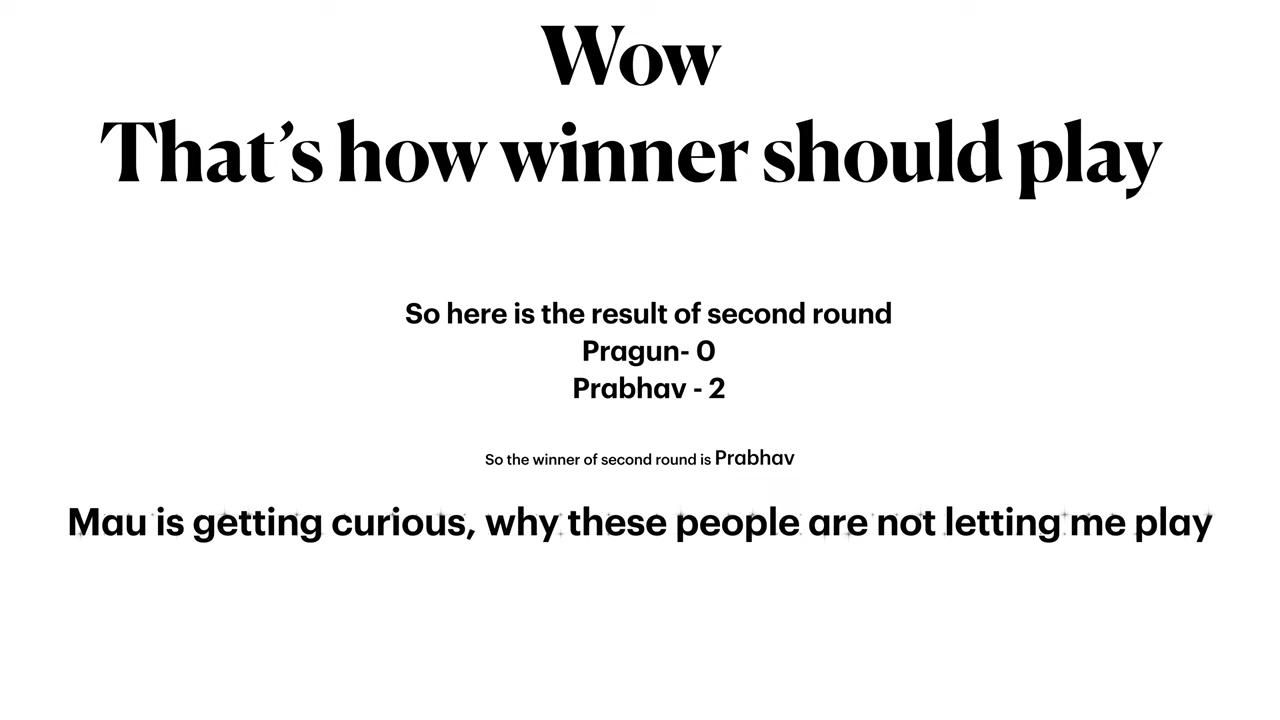 Wow
That’s how winner should play
So here is the result of second round
Pragun- 0
Prabhav - 2
So the winner of second round is Prabhav
Mau is getting curious, why these people are not letting me play